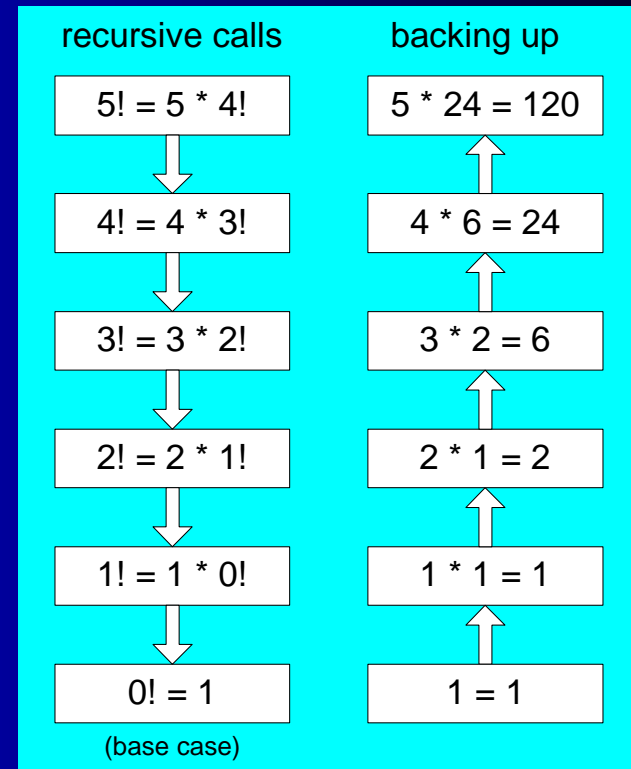 recursive calls
backing up
5! = 5 * 4!
5 * 24 = 120
4! = 4 * 3!
4 * 6 = 24
3! = 3 * 2!
3 * 2 = 6
2! = 2 * 1!
2 * 1 = 2
1! = 1 * 0!
1 * 1 = 1
0! = 1
1 = 1
(base case)